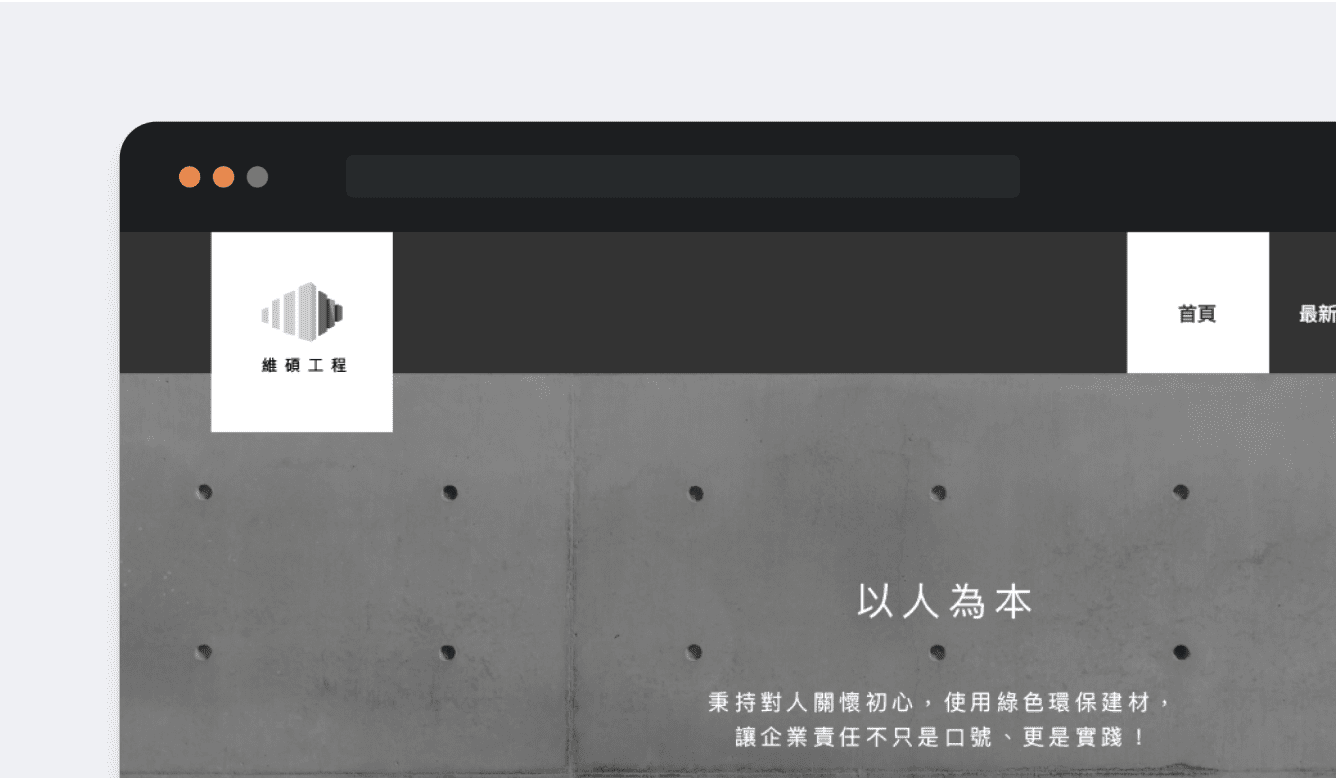 維碩工程
首頁
最新
以人為本
秉持對人關懷初心，使用綠色環保建材，
讓企業責任不只是口號、更是實踐！